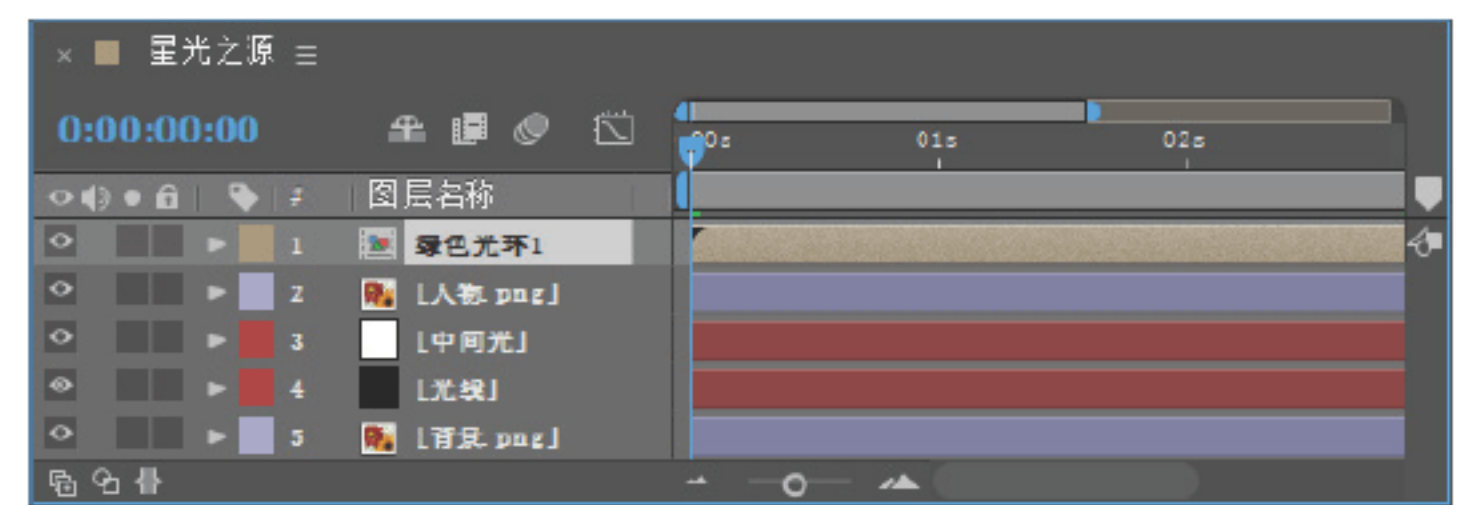 × 星光之源 ≡
0:00:00:00
:00s 01s 02s
# 图层名称
1 绿色光环1
2 [人物.png]
3 [中间光]
4 [光线]
5 [背景.png]